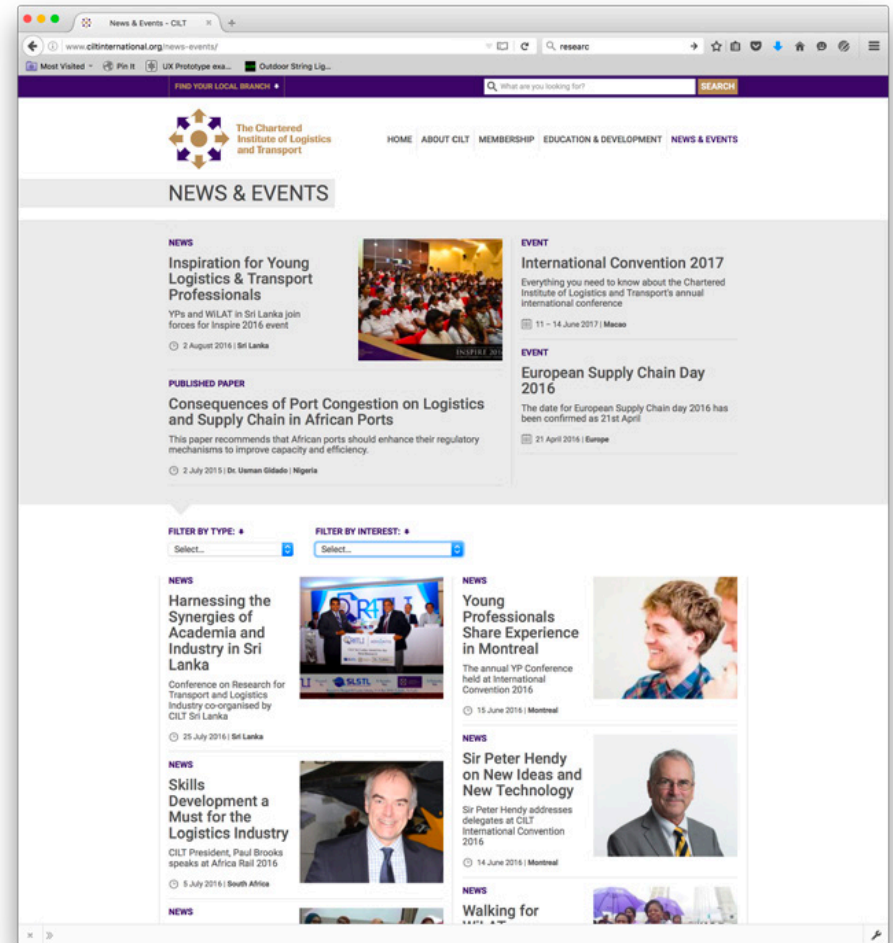 News & Events - CILT
www.ciltinternational.org/news-events/
researc
Most Visited
Pin It
UX Prototype exa...
Outdoor String Lig...
FIND YOUR LOCAL BRANCH
What are you looking for?
SEARCH
The Chartered
Institute of Logistics
and Transport
HOME
ABOUT CILT
MEMBERSHIP
EDUCATION & DEVELOPMENT
NEWS & EVENTS
NEWS & EVENTS
NEWS
Inspiration for Young
Logistics & Transport
Professionals
YPs and WiLAT in Sri Lanka join
forces for Inspire 2016 event
2 August 2016 | Sri Lanka
INSPIRE 2016
PUBLISHED PAPER
Consequences of Port Congestion on Logistics
and Supply Chain in African Ports
This paper recommends that African ports should enhance their regulatory
mechanisms to improve capacity and efficiency.
2 July 2015 | Dr. Usman Gidado | Nigeria
EVENT
International Convention 2017
Everything you need to know about the Chartered
Institute of Logistics and Transport's annual
international conference
11 – 14 June 2017 | Macao
EVENT
European Supply Chain Day
2016
The date for European Supply Chain day 2016 has
been confirmed as 21st April
21 April 2016 | Europe
FILTER BY TYPE:
Select...
FILTER BY INTEREST:
Select...
NEWS
Harnessing the
Synergies of
Academia and
Industry in Sri
Lanka
Conference on Research for
Transport and Logistics
Industry co-organised by
CILT Sri Lanka
25 July 2016 | Sri Lanka
R4TLI
SLSTL
NEWS
Skills
Development a
Must for the
Logistics Industry
CILT President, Paul Brooks
speaks at Africa Rail 2016
5 July 2016 | South Africa
NEWS
NEWS
Young
Professionals
Share Experience
in Montreal
The annual YP Conference
held at International
Convention 2016
15 June 2016 | Montreal
NEWS
Sir Peter Hendy
on New Ideas and
New Technology
Sir Peter Hendy addresses
delegates at CILT
International Convention
2016
14 June 2016 | Montreal
NEWS
Walking for
WiLAT